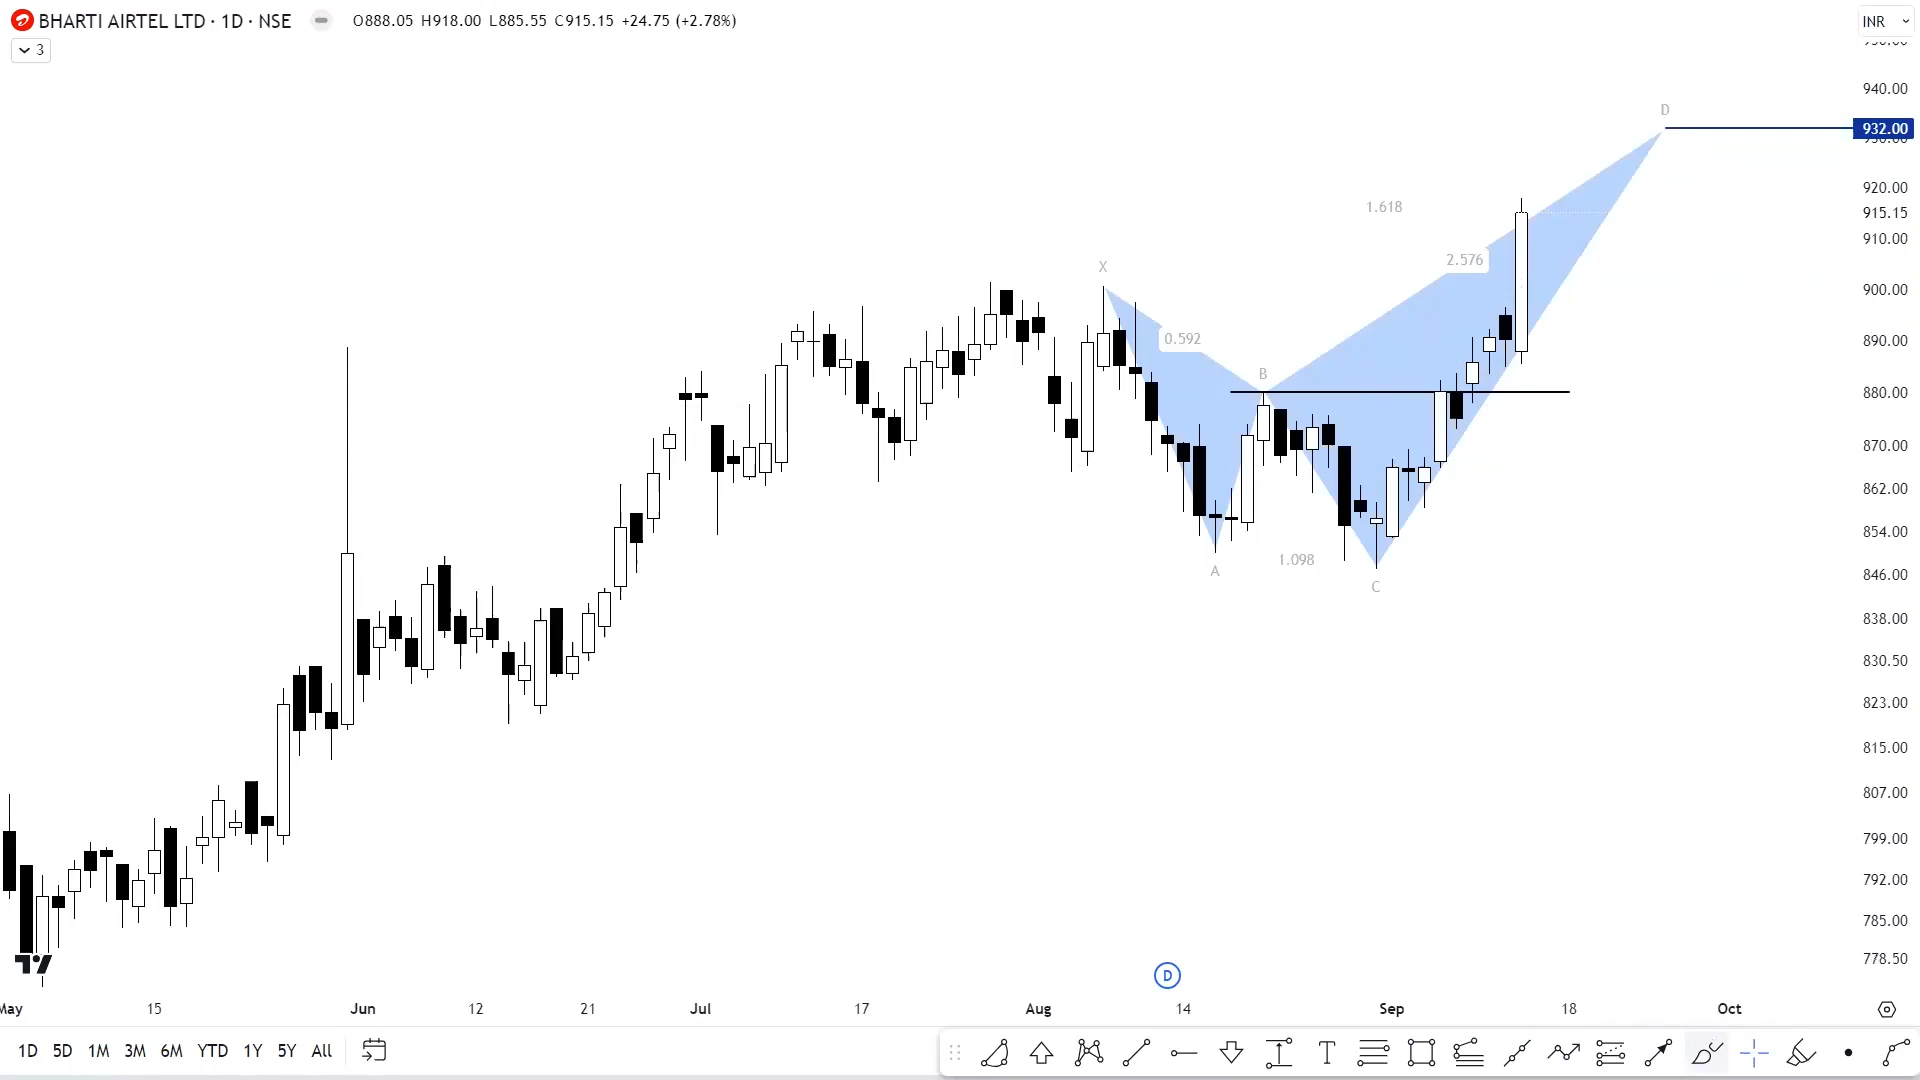 BHARTI AIRTEL LTD · 1D · NSE O888.05 H918.00 L885.55 C915.15 +24.75 (+2.78%)
INR
3
940.00
D
932.00
920.00
1.618
915.15
910.00
2.576
X
900.00
0.592
890.00
B
880.00
870.00
862.00
854.00
1.098
A
846.00
C
838.00
830.50
823.00
815.00
807.00
799.00
792.00
785.00
778.50
D
May 15 Jun 12 21 Jul 17 Aug 14 Sep 18 Oct
1D 5D 1M 3M 6M YTD 1Y 5Y All
T